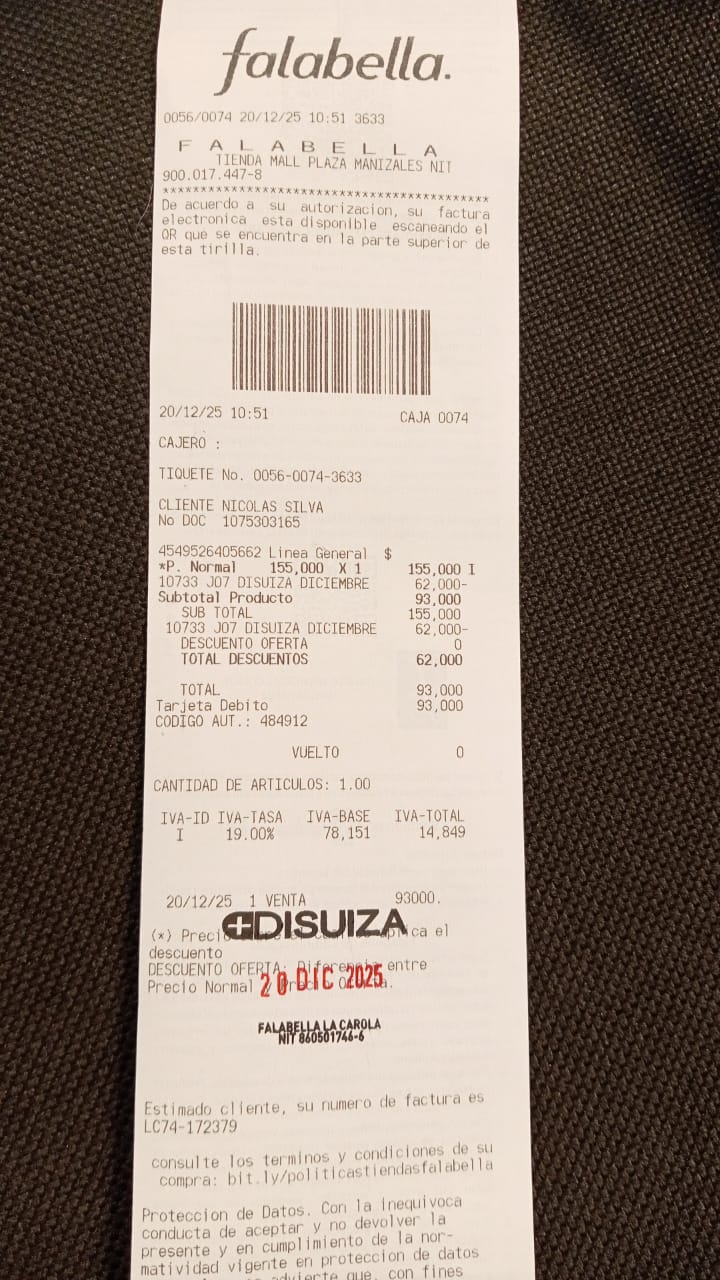 falabella.
0056/0074 20/12/25 10:51 3633
F A L A B E L L A
TIENDA MALL PLAZA MANIZALES NIT
900.017.447-8
*******************************************
De acuerdo a su autorizacion, su factura
electronica esta disponible escaneando el
QR que se encuentra en la parte superior de
esta tirilla.
20/12/25 10:51 CAJA 0074
CAJERO :
TIQUETE No. 0056-0074-3633
CLIENTE NICOLAS SILVA
No DOC 1075303165
4549526405662 Linea General $
*P. Normal 155,000 X 1 155,000 I
10733 J07 DISUIZA DICIEMBRE 62,000-
Subtotal Producto 93,000
SUB TOTAL 155,000
10733 J07 DISUIZA DICIEMBRE 62,000-
DESCUENTO OFERTA 0
TOTAL DESCUENTOS 62,000
TOTAL 93,000
Tarjeta Debito 93,000
CODIGO AUT.: 484912
VUELTO 0
CANTIDAD DE ARTICULOS: 1.00
IVA-ID IVA-TASA IVA-BASE IVA-TOTAL
I 19.00% 78,151 14,849
20/12/25 1 VENTA 93000.
DISUIZA
(*) Precio aplica el
descuento
DESCUENTO OFERTA: Diferencia entre
Precio Normal
20 DIC 2025
FALABELLA LA CAROLA
NIT 860501746-6
Estimado cliente, su numero de factura es
LC74-172379
consulte los terminos y condiciones de su
compra: bit.ly/politicastiendasfalabella
Proteccion de Datos. Con la inequivoca
conducta de aceptar y no devolver la
presente y en cumplimiento de la nor-
matividad vigente en proteccion de datos
advierte que, con fines